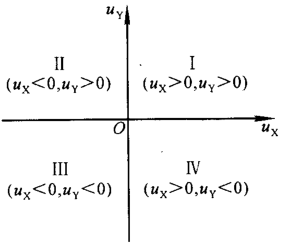 u_Y
II I
(u_X<0,u_Y>0) (u_X>0,u_Y>0)
O u_X
III IV
(u_X<0,u_Y<0) (u_X>0,u_Y<0)